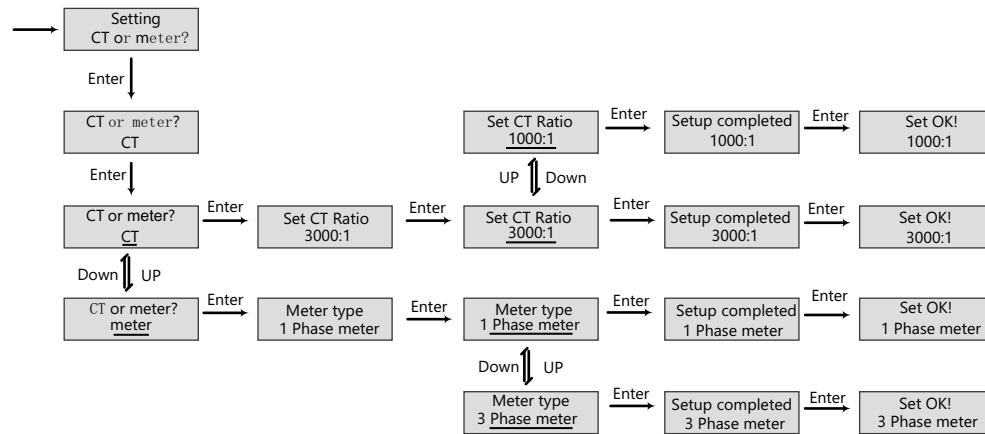 Setting
CT or meter?
Enter
CT or meter?
CT
Set CT Ratio
1000:1
Enter
Setup completed
1000:1
Enter
Set OK!
1000:1
Enter
UP
Down
CT or meter?
CT
Enter
Set CT Ratio
3000:1
Enter
Set CT Ratio
3000:1
Enter
Setup completed
3000:1
Enter
Set OK!
3000:1
Down
UP
CT or meter?
meter
Enter
Meter type
1 Phase meter
Enter
Meter type
1 Phase meter
Enter
Setup completed
1 Phase meter
Enter
Set OK!
1 Phase meter
Down
UP
Meter type
3 Phase meter
Enter
Setup completed
3 Phase meter
Enter
Set OK!
3 Phase meter